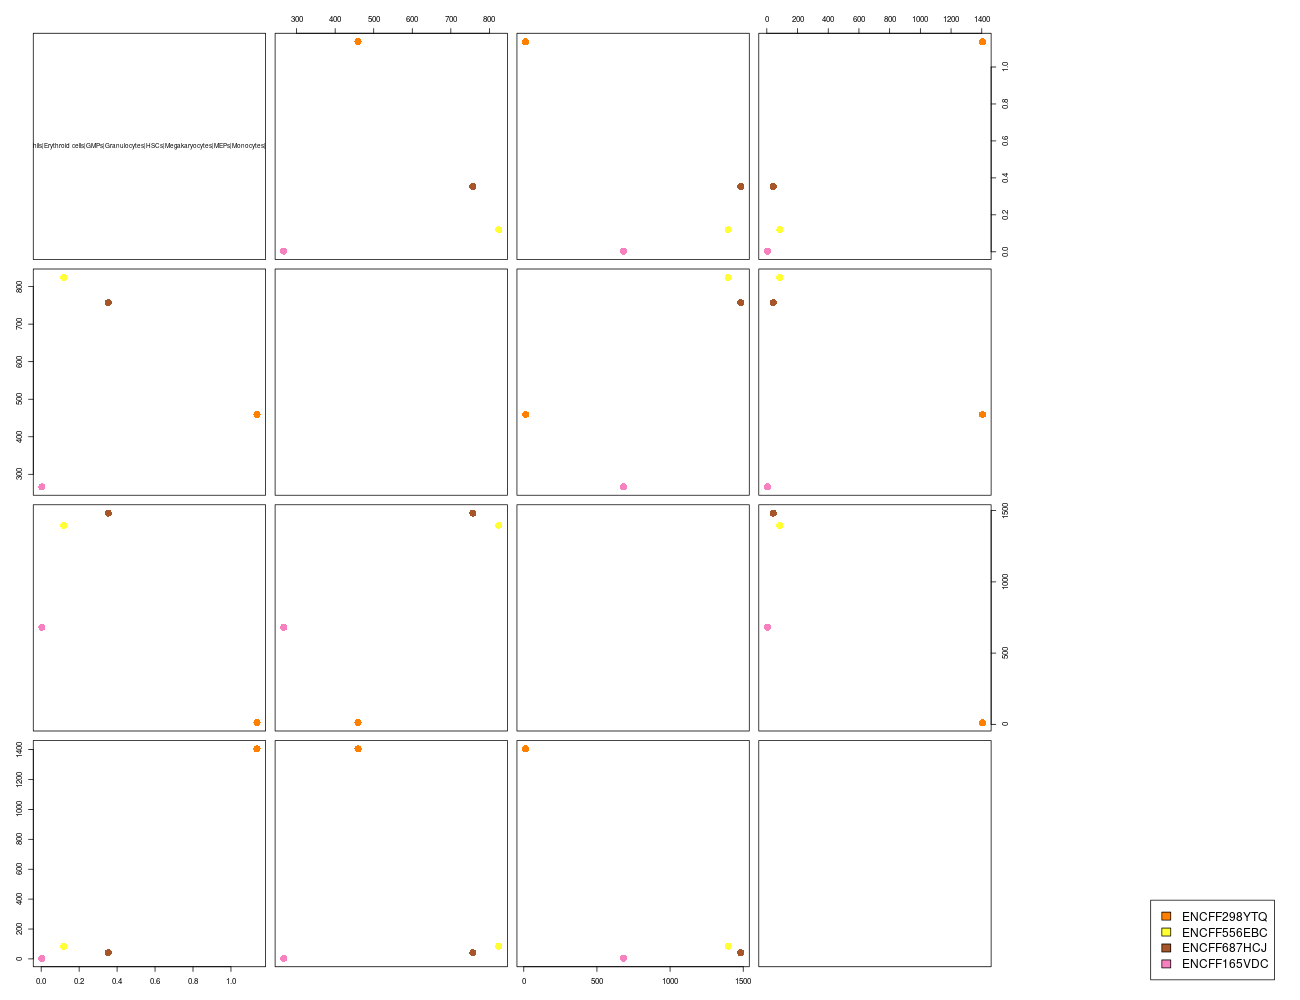 300 400 500 600 700 800
0 200 400 600 800 1000 1400
0.0 0.2 0.4 0.6 0.8 1.0
Erythroid cells|GMPs|Granulocytes|HSCs|Megakaryocytes|MEPs|Monocytes|
300 400 500 600 700 800
0 500 1000 1500
0 200 400 600 800 1000 1200 1400
0.0 0.2 0.4 0.6 0.8 1.0
0 500 1000 1500
ENCFF298YTQ
ENCFF556EBC
ENCFF687HCJ
ENCFF165VDC